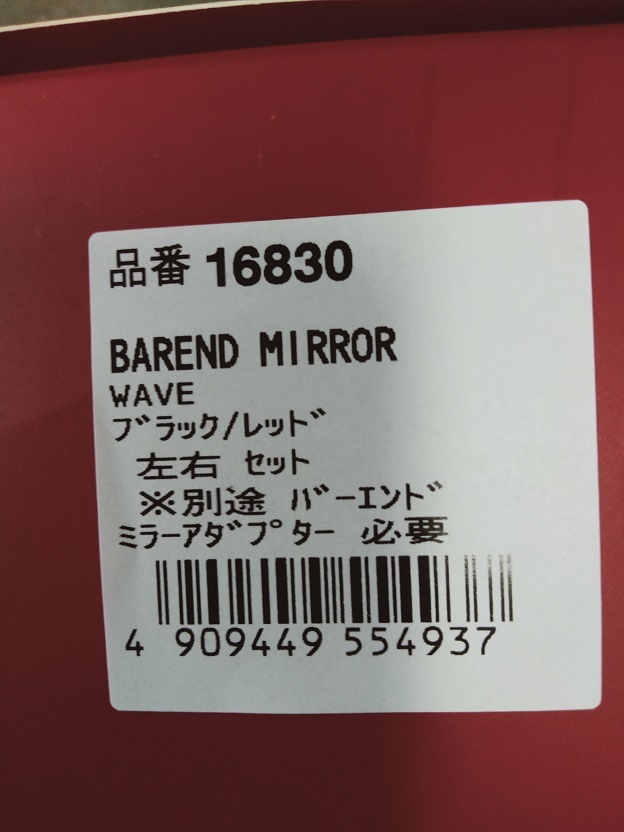 品番 16830
BAREND MIRROR
WAVE
ﾌﾞﾗｯｸ/ﾚｯﾄﾞ
左右 ｾｯﾄ
※別途 ﾊﾞｰｴﾝﾄﾞ
ﾐﾗｰｱﾀﾞﾌﾟﾀｰ 必要
4 909449 554937